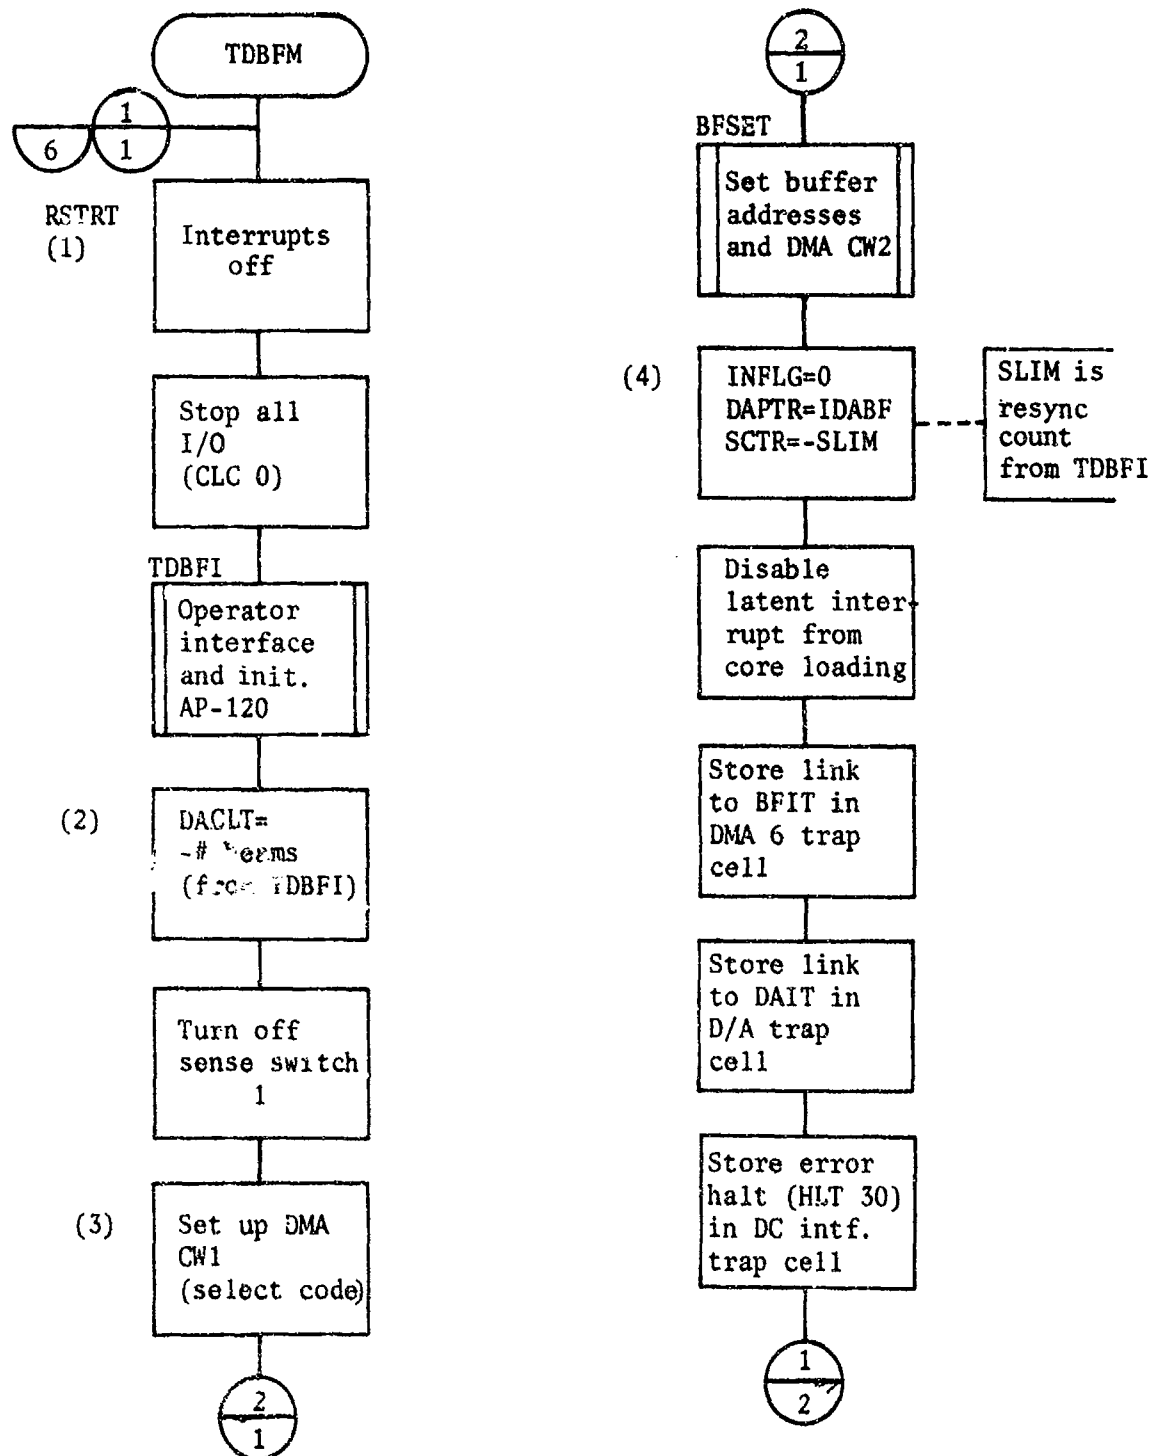 TDBFM
1
1
6
RSTRT
(1)
Interrupts
off
Stop all
I/O
(CLC 0)
TDBFI
Operator
interface
and init.
AP-120
(2)
DACLT=
-#
TDBFI)
Turn off
sense switch
1
(3)
Set up DMA
CW1
(select code)
2
1
2
1
BFSET
Set buffer
addresses
and DMA CW2
(4)
INFLG=0
DAPTR=IDABF
SCTR=-SLIM
SLIM is
resync
count
from TDBFI
Disable
latent inter-
rupt from
core loading
Store link
to BFIT in
DMA 6 trap
cell
Store link
to DAIT in
D/A trap
cell
Store error
halt (HLT 30)
in DC intf.
trap cell
1
2